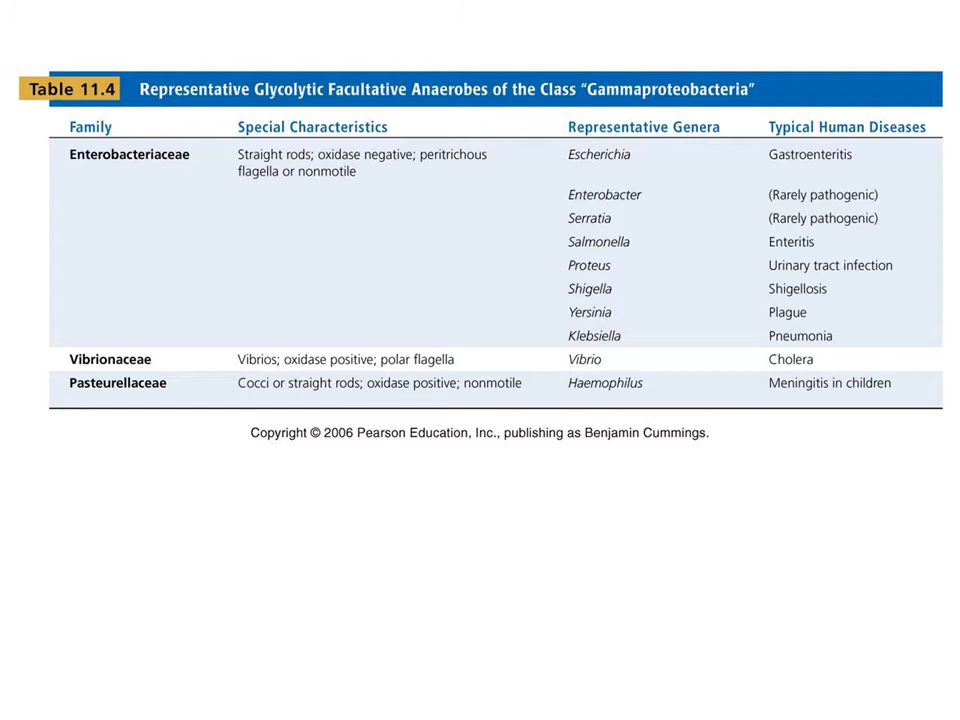 Table 11.4 Representative Glycolytic Facultative Anaerobes of the Class “Gammaproteobacteria”
Family Special Characteristics Representative Genera Typical Human Diseases
Enterobacteriaceae Straight rods; oxidase negative; peritrichous Escherichia Gastroenteritis
flagella or nonmotile
Enterobacter (Rarely pathogenic)
Serratia (Rarely pathogenic)
Salmonella Enteritis
Proteus Urinary tract infection
Shigella Shigellosis
Yersinia Plague
Klebsiella Pneumonia
Vibrionaceae Vibrios; oxidase positive; polar flagella Vibrio Cholera
Pasteurellaceae Cocci or straight rods; oxidase positive; nonmotile Haemophilus Meningitis in children
Copyright © 2006 Pearson Education, Inc., publishing as Benjamin Cummings.